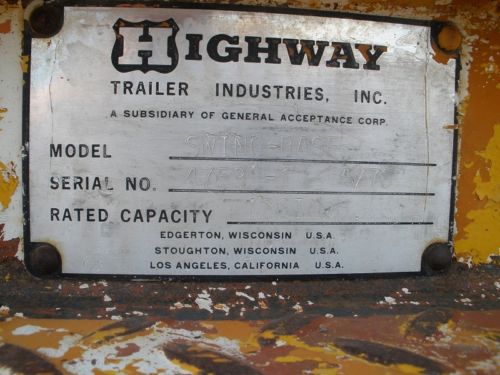 HIGHWAY
TRAILER INDUSTRIES, INC.
A SUBSIDIARY OF GENERAL ACCEPTANCE CORP.
MODEL
SERIAL NO.
RATED CAPACITY
EDGERTON, WISCONSIN U.S.A.
STOUGHTON, WISCONSIN U.S.A.
LOS ANGELES, CALIFORNIA U.S.A.